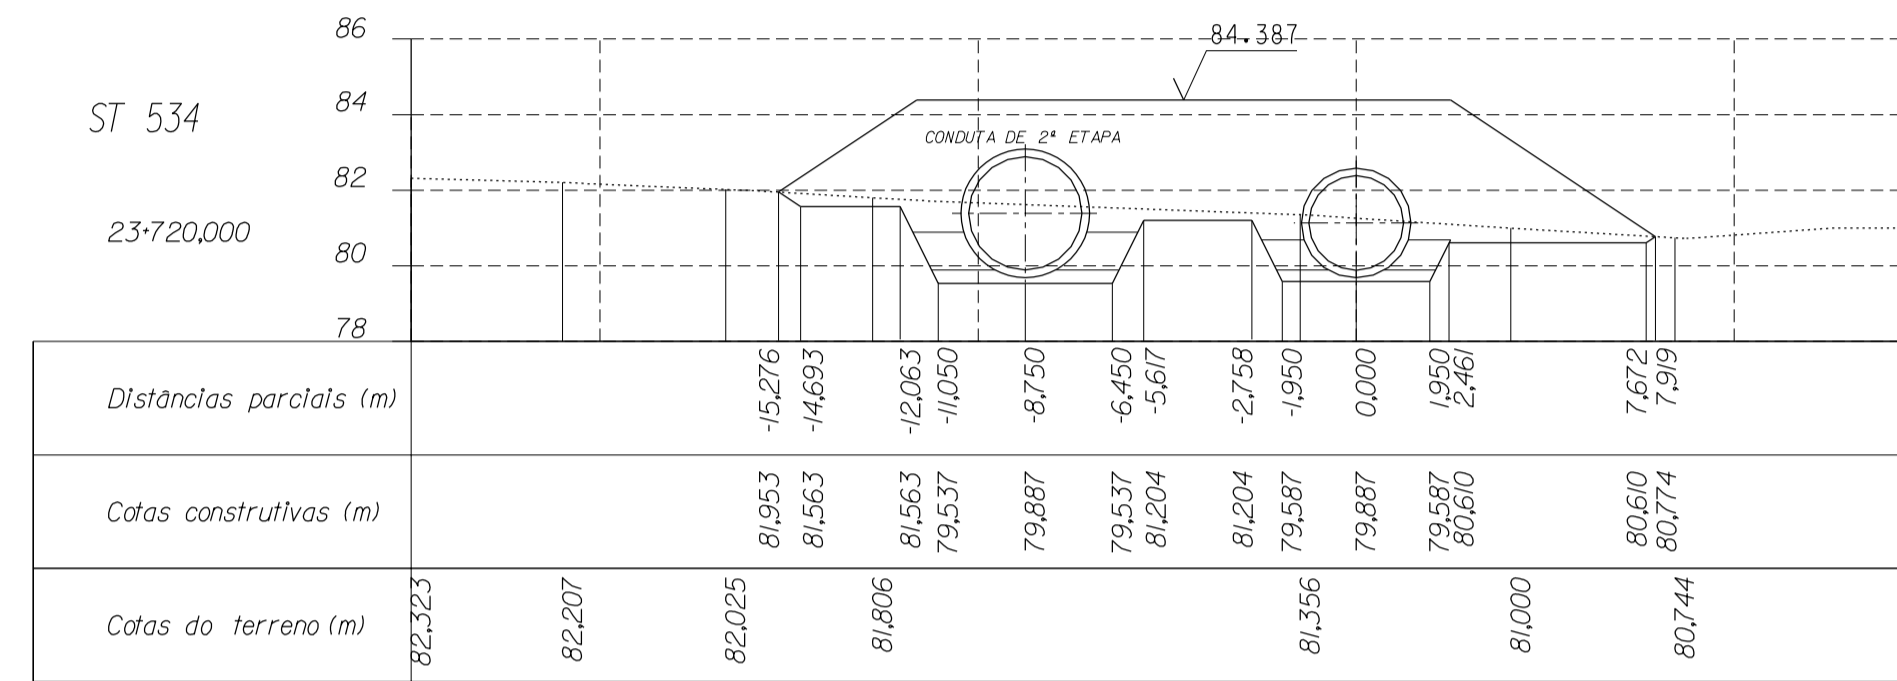 86
84.387
ST 534
84
CONDUTA DE 2ª ETAPA
82
23+720,000
80
78
Distâncias parciais (m)
-15,276 -14,693 -12,063 -11,050 -8,750 -6,450 -5,617 -2,758 -1,950 0,000 1,950 2,461 7,672 7,919
Cotas construtivas (m)
81,953 81,563 81,563 79,537 79,887 79,537 81,204 81,204 79,587 79,887 79,587 80,610 80,610 80,774
Cotas do terreno (m)
82,323 82,207 82,025 81,806 81,356 81,000 80,744